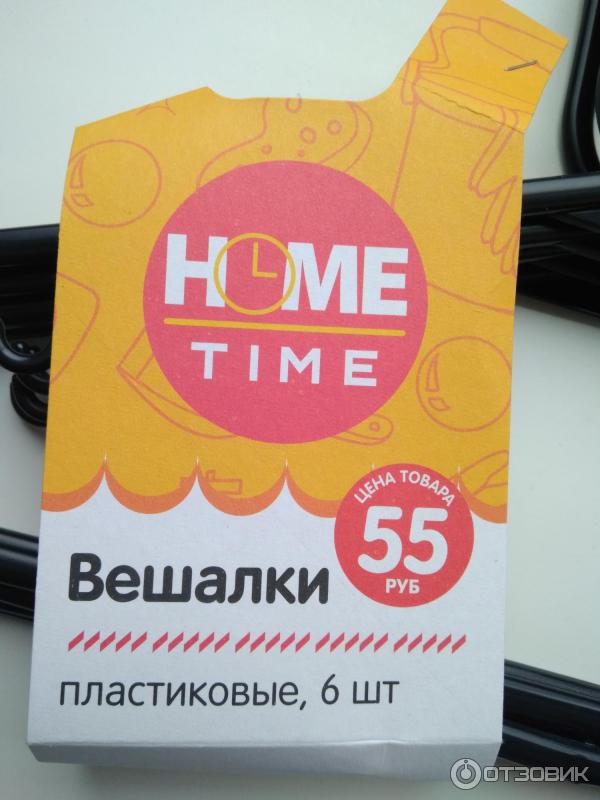 HOME
TIME
ЦЕНА ТОВАРА
55
РУБ
Вешалки
пластиковые, 6 шт
ОТЗОВИК